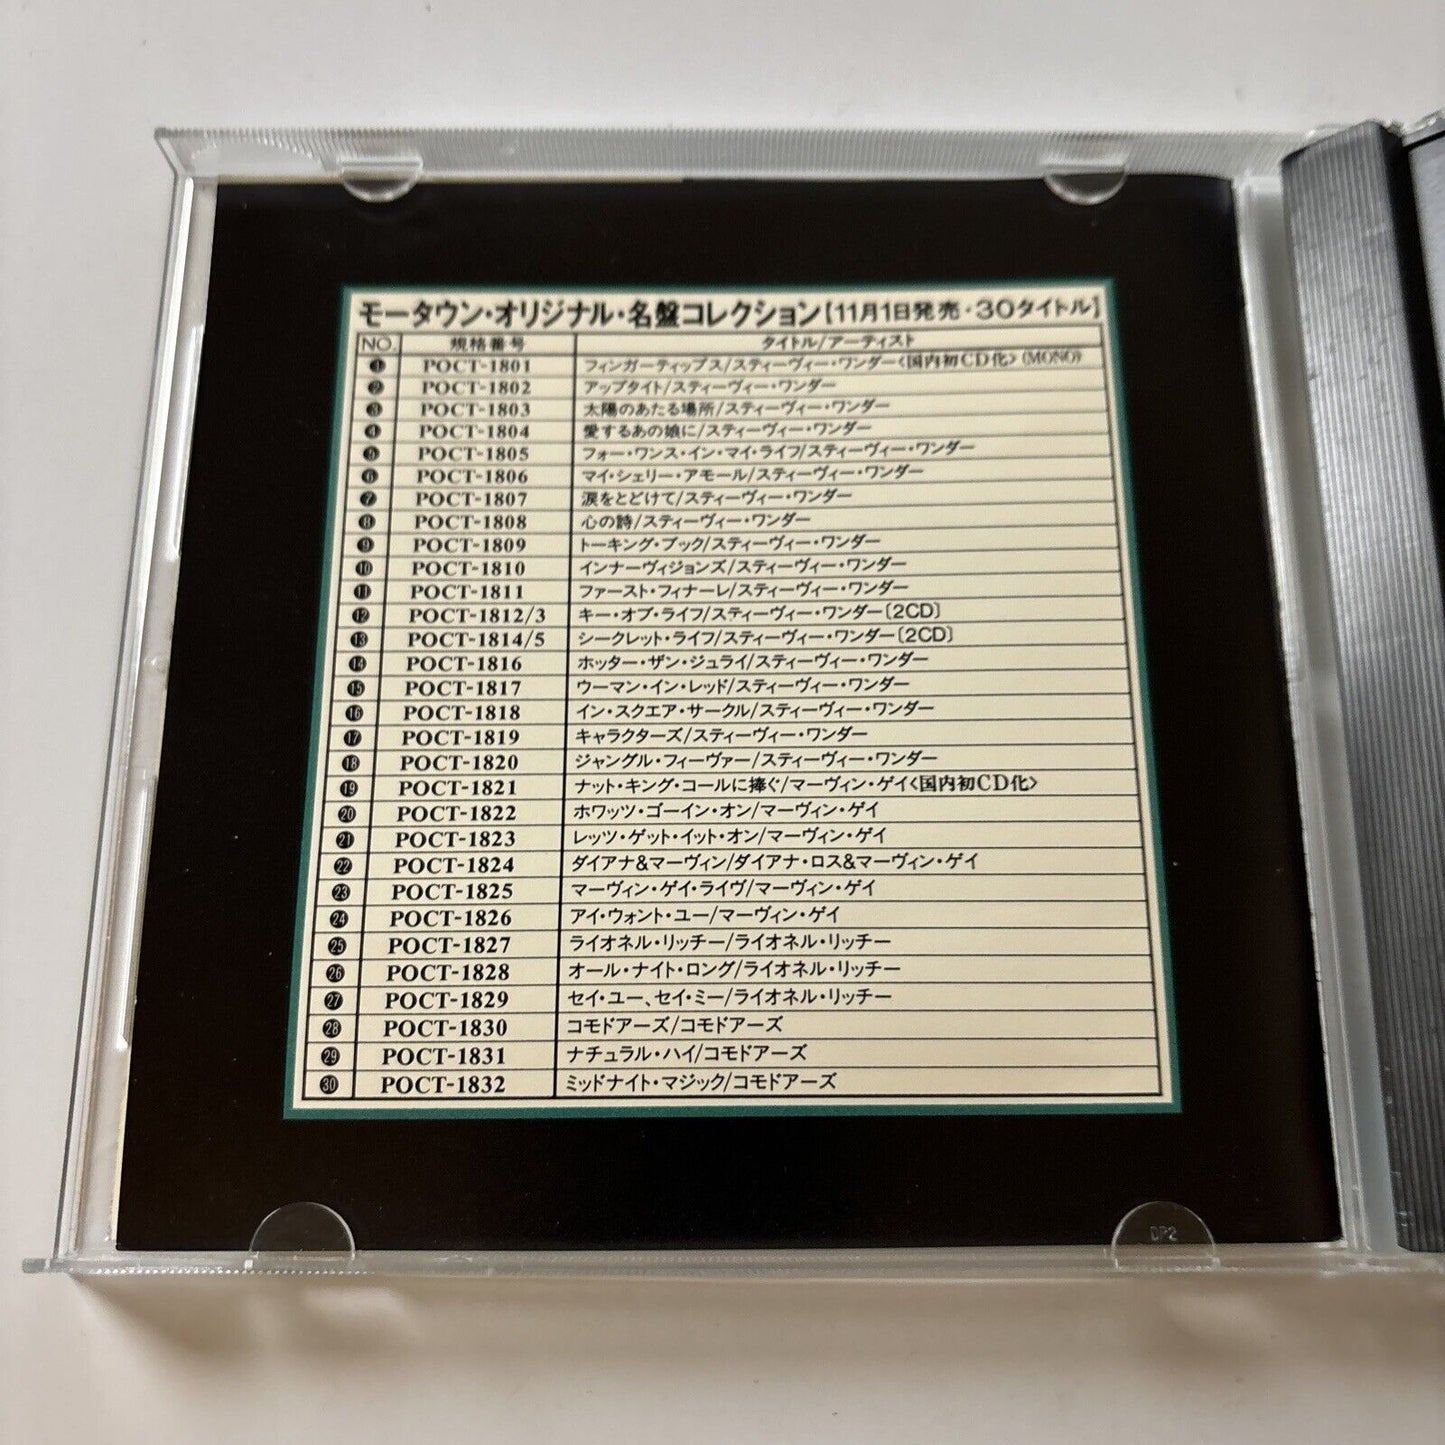 モータウン・オリジナル・名盤コレクション【11月1日発売・30タイトル】
NO. 規格番号 タイトル/アーティスト
❶ POCT-1801 フィンガーティップス/スティーヴィー・ワンダー〈国内初CD化〉(MONO)
❷ POCT-1802 アップタイト/スティーヴィー・ワンダー
❸ POCT-1803 太陽のあたる場所/スティーヴィー・ワンダー
❹ POCT-1804 愛するあの娘に/スティーヴィー・ワンダー
❺ POCT-1805 フォー・ワンス・イン・マイ・ライフ/スティーヴィー・ワンダー
❻ POCT-1806 マイ・シェリー・アモール/スティーヴィー・ワンダー
❼ POCT-1807 涙をとどけて/スティーヴィー・ワンダー
❽ POCT-1808 心の詩/スティーヴィー・ワンダー
❾ POCT-1809 トーキング・ブック/スティーヴィー・ワンダー
❿ POCT-1810 インナーヴィジョンズ/スティーヴィー・ワンダー
⓫ POCT-1811 ファースト・フィナーレ/スティーヴィー・ワンダー
⓬ POCT-1812/3 キー・オブ・ライフ/スティーヴィー・ワンダー〔2CD〕
⓭ POCT-1814/5 シークレット・ライフ/スティーヴィー・ワンダー〔2CD〕
⓮ POCT-1816 ホッター・ザン・ジュライ/スティーヴィー・ワンダー
⓯ POCT-1817 ウーマン・イン・レッド/スティーヴィー・ワンダー
⓰ POCT-1818 イン・スクエア・サークル/スティーヴィー・ワンダー
⓱ POCT-1819 キャラクターズ/スティーヴィー・ワンダー
⓲ POCT-1820 ジャングル・フィーヴァー/スティーヴィー・ワンダー
⓳ POCT-1821 ナット・キング・コールに捧ぐ/マーヴィン・ゲイ〈国内初CD化〉
⓴ POCT-1822 ホワッツ・ゴーイン・オン/マーヴィン・ゲイ
㉑ POCT-1823 レッツ・ゲット・イット・オン/マーヴィン・ゲイ
㉒ POCT-1824 ダイアナ&マーヴィン/ダイアナ・ロス&マーヴィン・ゲイ
㉓ POCT-1825 マーヴィン・ゲイ・ライヴ/マーヴィン・ゲイ
㉔ POCT-1826 アイ・ウォント・ユー/マーヴィン・ゲイ
㉕ POCT-1827 ライオネル・リッチー/ライオネル・リッチー
㉖ POCT-1828 オール・ナイト・ロング/ライオネル・リッチー
㉗ POCT-1829 セイ・ユー、セイ・ミー/ライオネル・リッチー
㉘ POCT-1830 コモドアーズ/コモドアーズ
㉙ POCT-1831 ナチュラル・ハイ/コモドアーズ
㉚ POCT-1832 ミッドナイト・マジック/コモドアーズ
DP2